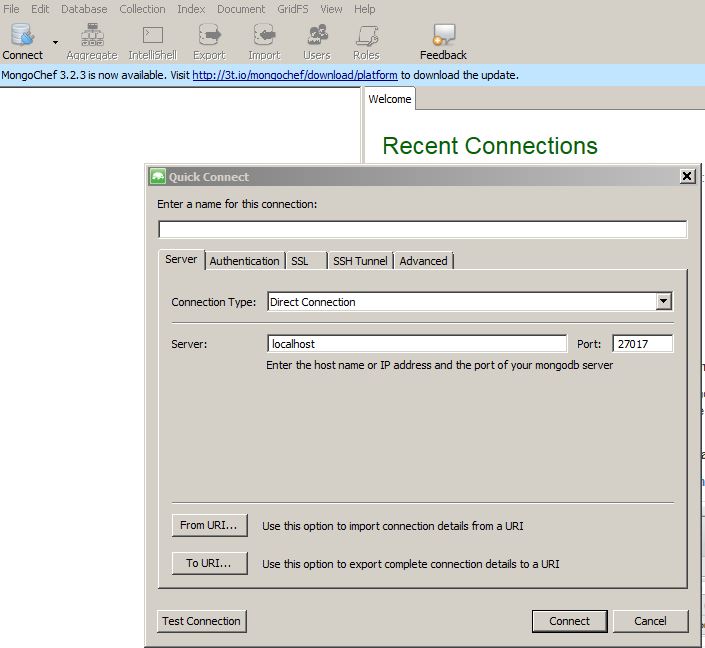 File Edit Database Collection Index Document GridFS View Help
Connect Aggregate IntelliShell Export Import Users Roles Feedback
MongoChef 3.2.3 is now available. Visit http://3t.io/mongochef/download/platform to download the update.
Welcome
Recent Connections
Quick Connect
Enter a name for this connection:
Server Authentication SSL SSH Tunnel Advanced
Connection Type: Direct Connection
Server: localhost Port: 27017
Enter the host name or IP address and the port of your mongodb server
From URI... Use this option to import connection details from a URI
To URI... Use this option to export complete connection details to a URI
Test Connection Connect Cancel